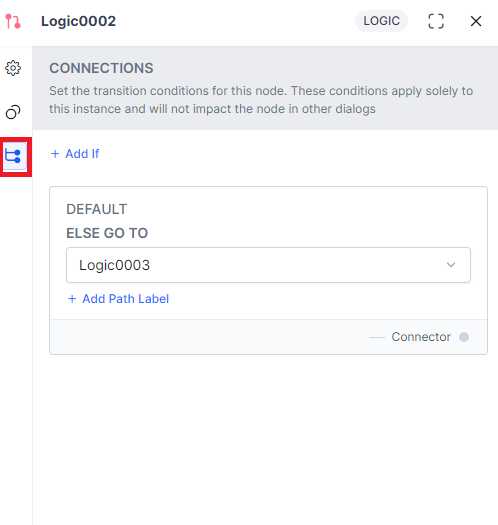 Logic0002
LOGIC
CONNECTIONS
Set the transition conditions for this node. These conditions apply solely to
this instance and will not impact the node in other dialogs
+ Add If
DEFAULT
ELSE GO TO
Logic0003
+ Add Path Label
Connector